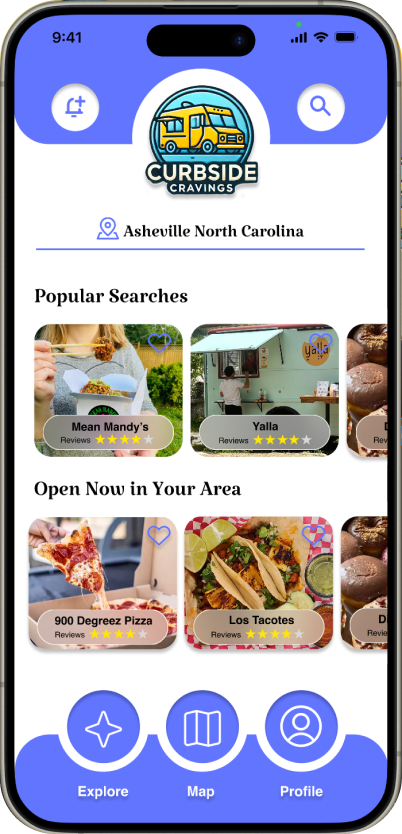 9:41
CURBSIDE
CRAVINGS
Asheville North Carolina
Popular Searches
yalla
Mean Mandy's
Reviews
Yalla
Reviews
Open Now in Your Area
900 Degreez Pizza
Reviews
Los Tacotes
Reviews
Explore
Map
Profile